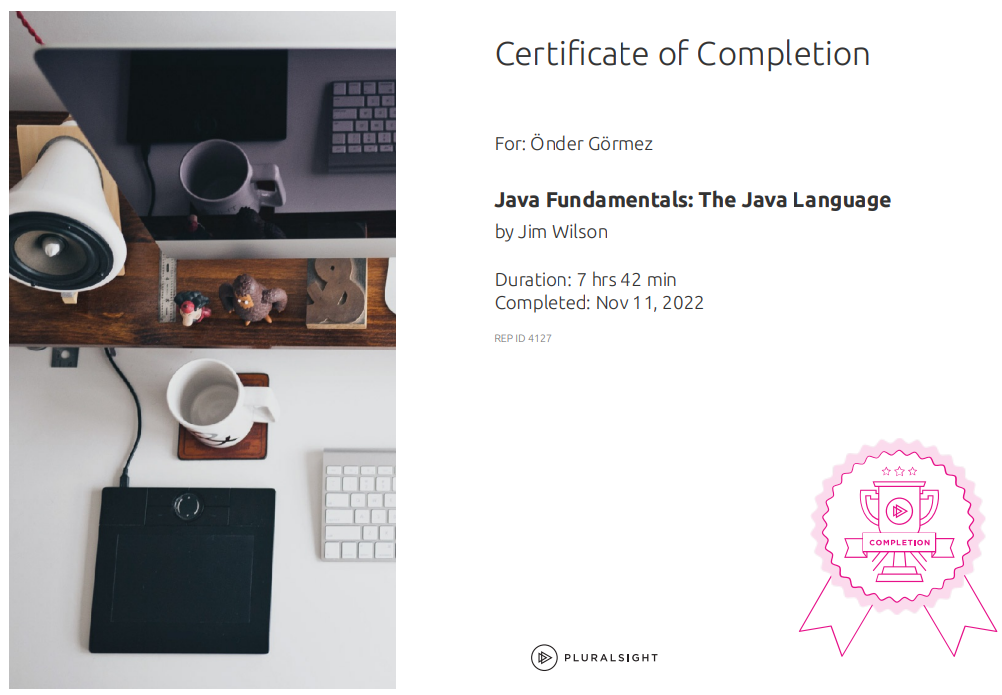 Certificate of Completion
For: Önder Görmez
Java Fundamentals: The Java Language
by Jim Wilson
Duration: 7 hrs 42 min
Completed: Nov 11, 2022
REP ID 4127
COMPLETION
PLURALSIGHT